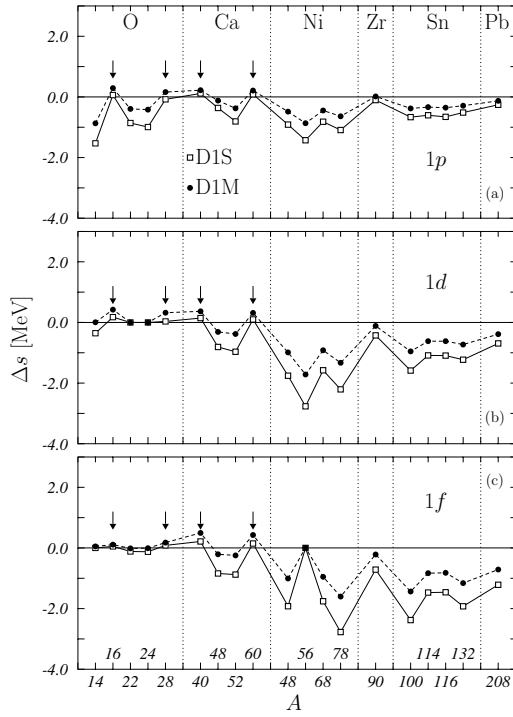 O Ca Ni Zr Sn Pb
2.0
0.0
-2.0
-4.0
□ D1S
● D1M
1p
(a)
2.0
0.0
-2.0
-4.0
1d
(b)
Δs [MeV]
2.0
0.0
-2.0
-4.0
(c)
1f
16 24 48 60 56 78 114 132
14 22 28 40 52 48 68 90 100 116 208
A